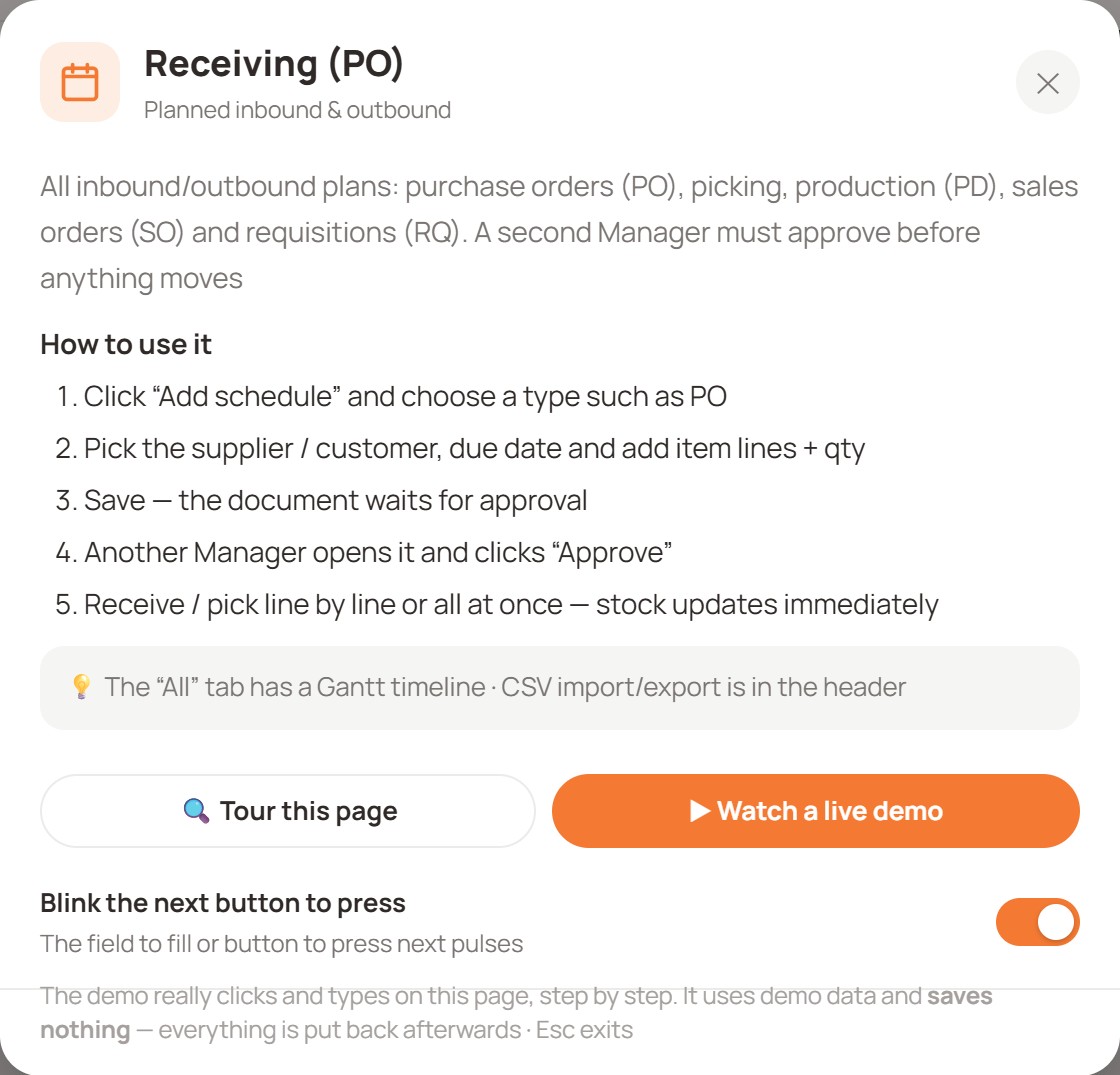 Receiving (PO)
Planned inbound & outbound
All inbound/outbound plans: purchase orders (PO), picking, production (PD), sales
orders (SO) and requisitions (RQ). A second Manager must approve before
anything moves
How to use it
1. Click “Add schedule” and choose a type such as PO
2. Pick the supplier / customer, due date and add item lines + qty
3. Save — the document waits for approval
4. Another Manager opens it and clicks “Approve”
5. Receive / pick line by line or all at once — stock updates immediately
💡 The “All” tab has a Gantt timeline · CSV import/export is in the header
🔍 Tour this page
▶ Watch a live demo
Blink the next button to press
The field to fill or button to press next pulses
The demo really clicks and types on this page, step by step. It uses demo data and saves
nothing — everything is put back afterwards · Esc exits